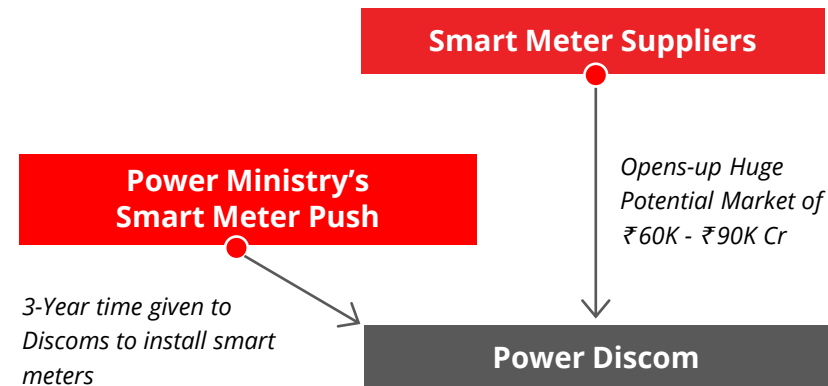 Smart Meter Suppliers
Power Ministry’s
Smart Meter Push
Opens-up Huge
Potential Market of
₹60K - ₹90K Cr
3-Year time given to
Discoms to install smart
meters
Power Discom